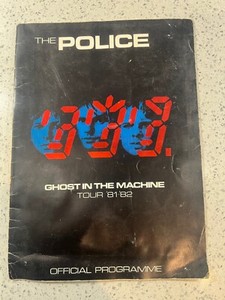 THE POLICE
GHOST IN THE MACHINE
TOUR '81/'82
OFFICIAL PROGRAMME